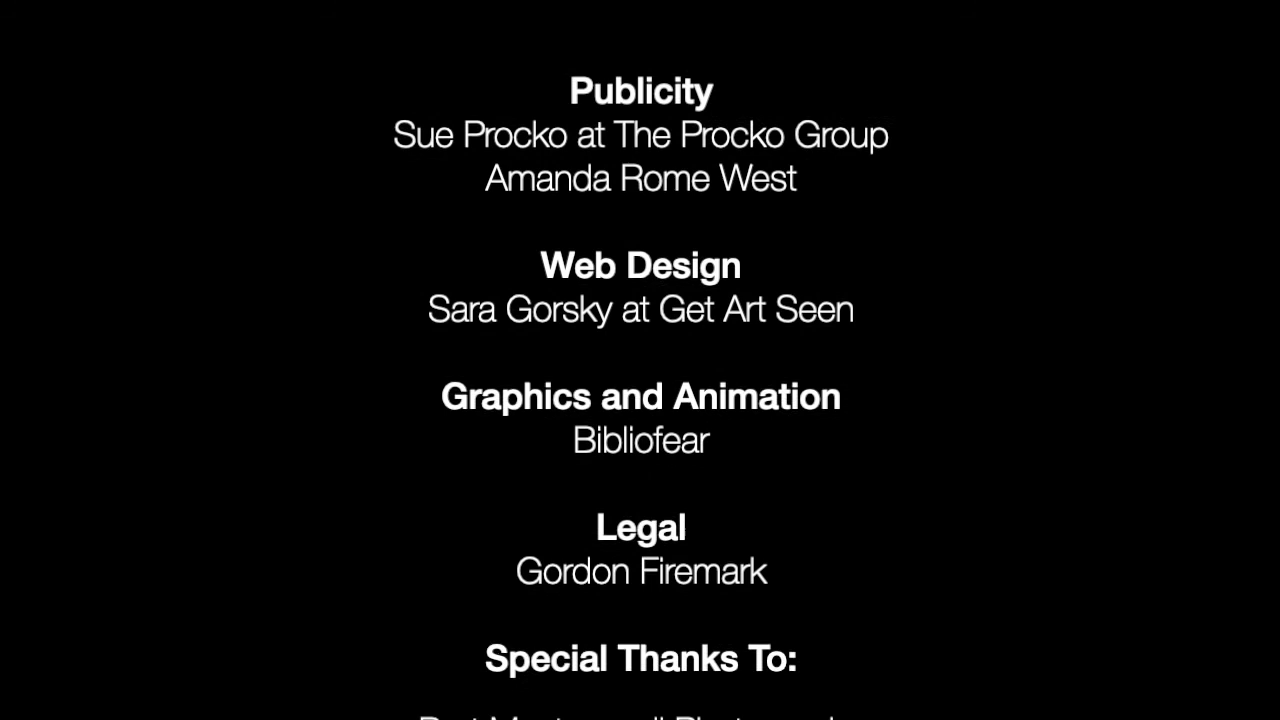 Publicity
Sue Procko at The Procko Group
Amanda Rome West
Web Design
Sara Gorsky at Get Art Seen
Graphics and Animation
Bibliofear
Legal
Gordon Firemark
Special Thanks To: